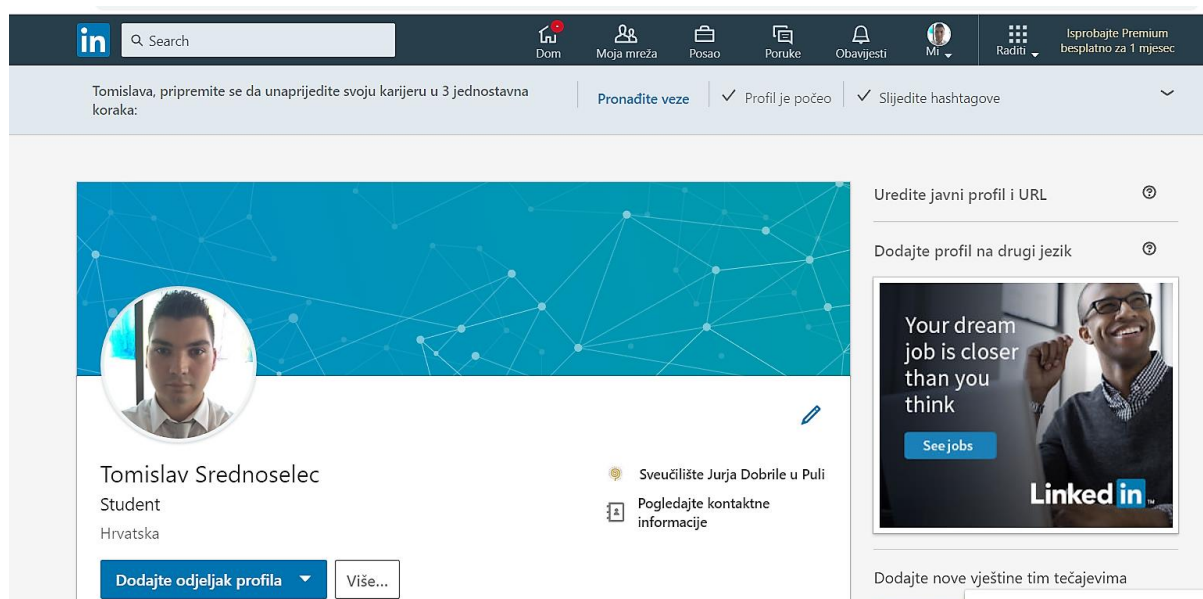 in
Search
Dom
Moja mreža
Posao
Poruke
Obavijesti
Mi
Raditi
Isprobajte Premium
besplatno za 1 mjesec
Tomislava, pripremite se da unaprijedite svoju karijeru u 3 jednostavna
koraka:
Pronađite veze
Profil je počeo
Slijedite hashtagove
Uredite javni profil i URL
Dodajte profil na drugi jezik
Your dream
job is closer
than you
think
See jobs
Linked in
Tomislav Srednoselec
Student
Hrvatska
Sveučilište Jurja Dobrile u Puli
Pogledajte kontaktne
informacije
Dodajte odjeljak profila
Više...
Dodajte nove vještine tim tečajevima